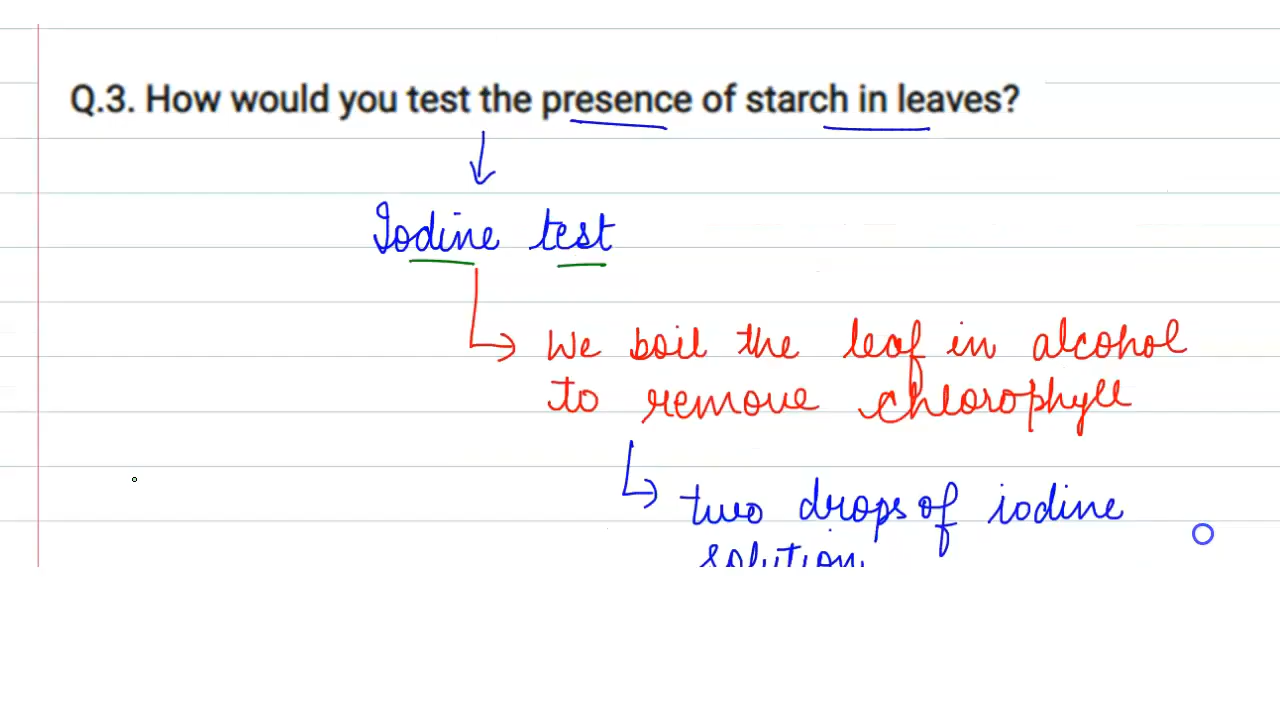 Q.3. How would you test the presence of starch in leaves?
Iodine test
We boil the leaf in alcohol
to remove chlorophyll
two drops of iodine
solution.